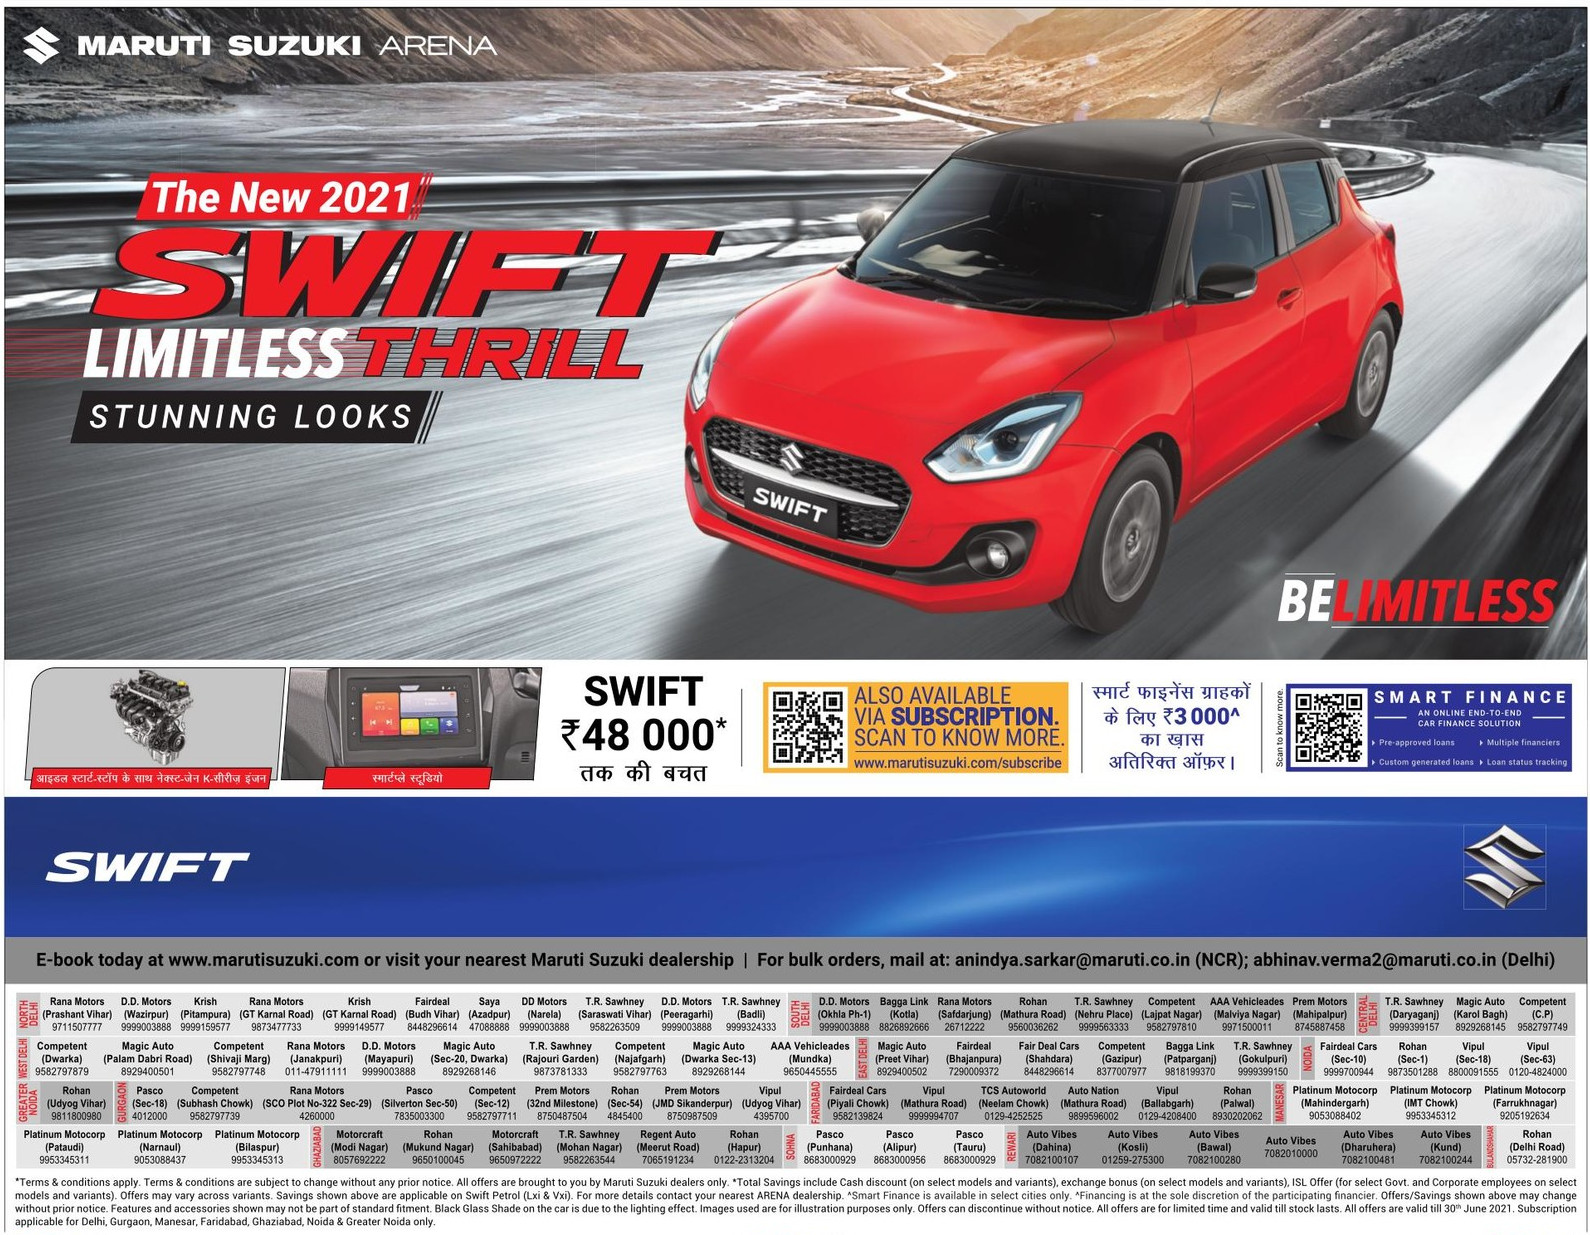 MARUTI SUZUKI ARENA
The New 2021
SWIFT
LIMITLESS THRILL
STUNNING LOOKS
SWIFT
BELIMITLESS
आइडल स्टार्ट-स्टॉप के साथ नेक्स्ट-जेन K-सीरीज़ इंजन
स्मार्टप्ले स्टूडियो
SWIFT
₹48 000*
तक की बचत
ALSO AVAILABLE
VIA SUBSCRIPTION.
SCAN TO KNOW MORE.
www.marutisuzuki.com/subscribe
स्मार्ट फाइनेंस ग्राहकों
के लिए ₹3 000^
का ख़ास
अतिरिक्त ऑफ़र।
Scan to know more.
SMART FINANCE
AN ONLINE END-TO-END
CAR FINANCE SOLUTION
Pre-approved loans Multiple financiers
Custom generated loans Loan status tracking
SWIFT
E-book today at www.marutisuzuki.com or visit your nearest Maruti Suzuki dealership | For bulk orders, mail at: anindya.sarkar@maruti.co.in (NCR); abhinav.verma2@maruti.co.in (Delhi)
NORTH DELHI
Rana Motors D.D. Motors Krish Rana Motors Krish Fairdeal Saya DD Motors T.R. Sawhney D.D. Motors T.R. Sawhney
(Prashant Vihar) (Wazirpur) (Pitampura) (GT Karnal Road) (GT Karnal Road) (Budh Vihar) (Azadpur) (Narela) (Saraswati Vihar) (Peeragarhi) (Badli)
9711507777 9999003888 9999159577 9873477733 9999149577 8448296614 47088888 9999003888 9582263509 9999003888 9999324333
SOUTH DELHI
D.D. Motors Bagga Link Rana Motors Rohan T.R. Sawhney Competent AAA Vehicleades Prem Motors
(Okhla Ph-1) (Kotla) (Safdarjung) (Mathura Road) (Nehru Place) (Lajpat Nagar) (Malviya Nagar) (Mahipalpur)
9999003888 8826892666 26712222 9560036262 9999563333 9582797810 9971500011 8745887458
CENTRAL DELHI
T.R. Sawhney Magic Auto Competent
(Daryaganj) (Karol Bagh) (C.P)
9999399157 8929268145 9582797749
WEST DELHI
Competent Magic Auto Competent Rana Motors D.D. Motors Magic Auto T.R. Sawhney Competent Magic Auto AAA Vehicleades
(Dwarka) (Palam Dabri Road) (Shivaji Marg) (Janakpuri) (Mayapuri) (Sec-20, Dwarka) (Rajouri Garden) (Najafgarh) (Dwarka Sec-13) (Mundka)
9582797879 8929400501 9582797748 011-47911111 9999003888 8929268146 9873781333 9582797763 8929268144 9650445555
EAST DELHI
Magic Auto Fairdeal Fair Deal Cars Competent Bagga Link T.R. Sawhney
(Preet Vihar) (Bhajanpura) (Shahdara) (Gazipur) (Patparganj) (Gokulpuri)
8929400502 7290009372 8448296614 8377007977 9818199370 9999399150
NOIDA
Fairdeal Cars Rohan Vipul Vipul
(Sec-10) (Sec-1) (Sec-18) (Sec-63)
9999700944 9873501288 8800091555 0120-4824000
GREATER NOIDA
Rohan
(Udyog Vihar)
9811800980
GURGAON
Pasco Competent Rana Motors Pasco Competent Prem Motors Rohan Prem Motors Vipul
(Sec-18) (Subhash Chowk) (SCO Plot No-322 Sec-29) (Silverton Sec-50) (Sec-12) (32nd Milestone) (Sec-54) (JMD Sikanderpur) (Udyog Vihar)
4012000 9582797739 4260000 7835003300 9582797711 8750487504 4845400 8750987509 4395700
FARIDABAD
Fairdeal Cars Vipul TCS Autoworld Auto Nation Vipul Rohan
(Piyali Chowk) (Mathura Road) (Neelam Chowk) (Mathura Road) (Ballabgarh) (Palwal)
9582139824 9999994707 0129-4252525 9899596002 0129-4208400 8930202062
MANESAR
Platinum Motocorp Platinum Motocorp Platinum Motocorp
(Mahindergarh) (IMT Chowk) (Farrukhnagar)
9053088402 9953345312 9205192634
Platinum Motocorp Platinum Motocorp Platinum Motocorp
(Pataudi) (Narnaul) (Bilaspur)
9953345311 9053088437 9953345313
GHAZIABAD
Motorcraft Rohan Motorcraft T.R. Sawhney Regent Auto Rohan
(Modi Nagar) (Mukund Nagar) (Sahibabad) (Mohan Nagar) (Meerut Road) (Hapur)
8057692222 9650100045 9650972222 9582263544 7065191234 0122-2313204
SOHNA
Pasco Pasco Pasco
(Punhana) (Alipur) (Tauru)
8683000929 8683000956 8683000929
REWARI
Auto Vibes Auto Vibes Auto Vibes Auto Vibes Auto Vibes Auto Vibes
(Dahina) (Kosli) (Bawal) (Dharuhera) (Kund)
7082100107 01259-275300 7082100280 7082010000 7082100481 7082100244
BULANDSHAHAR
Rohan
(Delhi Road)
05732-281900
*Terms & conditions apply. Terms & conditions are subject to change without any prior notice. All offers are brought to you by Maruti Suzuki dealers only. *Total Savings include Cash discount (on select models and variants), exchange bonus (on select models and variants), ISL Offer (for select Govt. and Corporate employees on select
models and variants). Offers may vary across variants. Savings shown above are applicable on Swift Petrol (Lxi & Vxi). For more details contact your nearest ARENA dealership. ^Smart Finance is available in select cities only. ^Financing is at the sole discretion of the participating financier. Offers/Savings shown above may change
without prior notice. Features and accessories shown may not be part of standard fitment. Black Glass Shade on the car is due to the lighting effect. Images used are for illustration purposes only. Offers can discontinue without notice. All offers are for limited time and valid till stock lasts. All offers are valid till 30th June 2021. Subscription
applicable for Delhi, Gurgaon, Manesar, Faridabad, Ghaziabad, Noida & Greater Noida only.